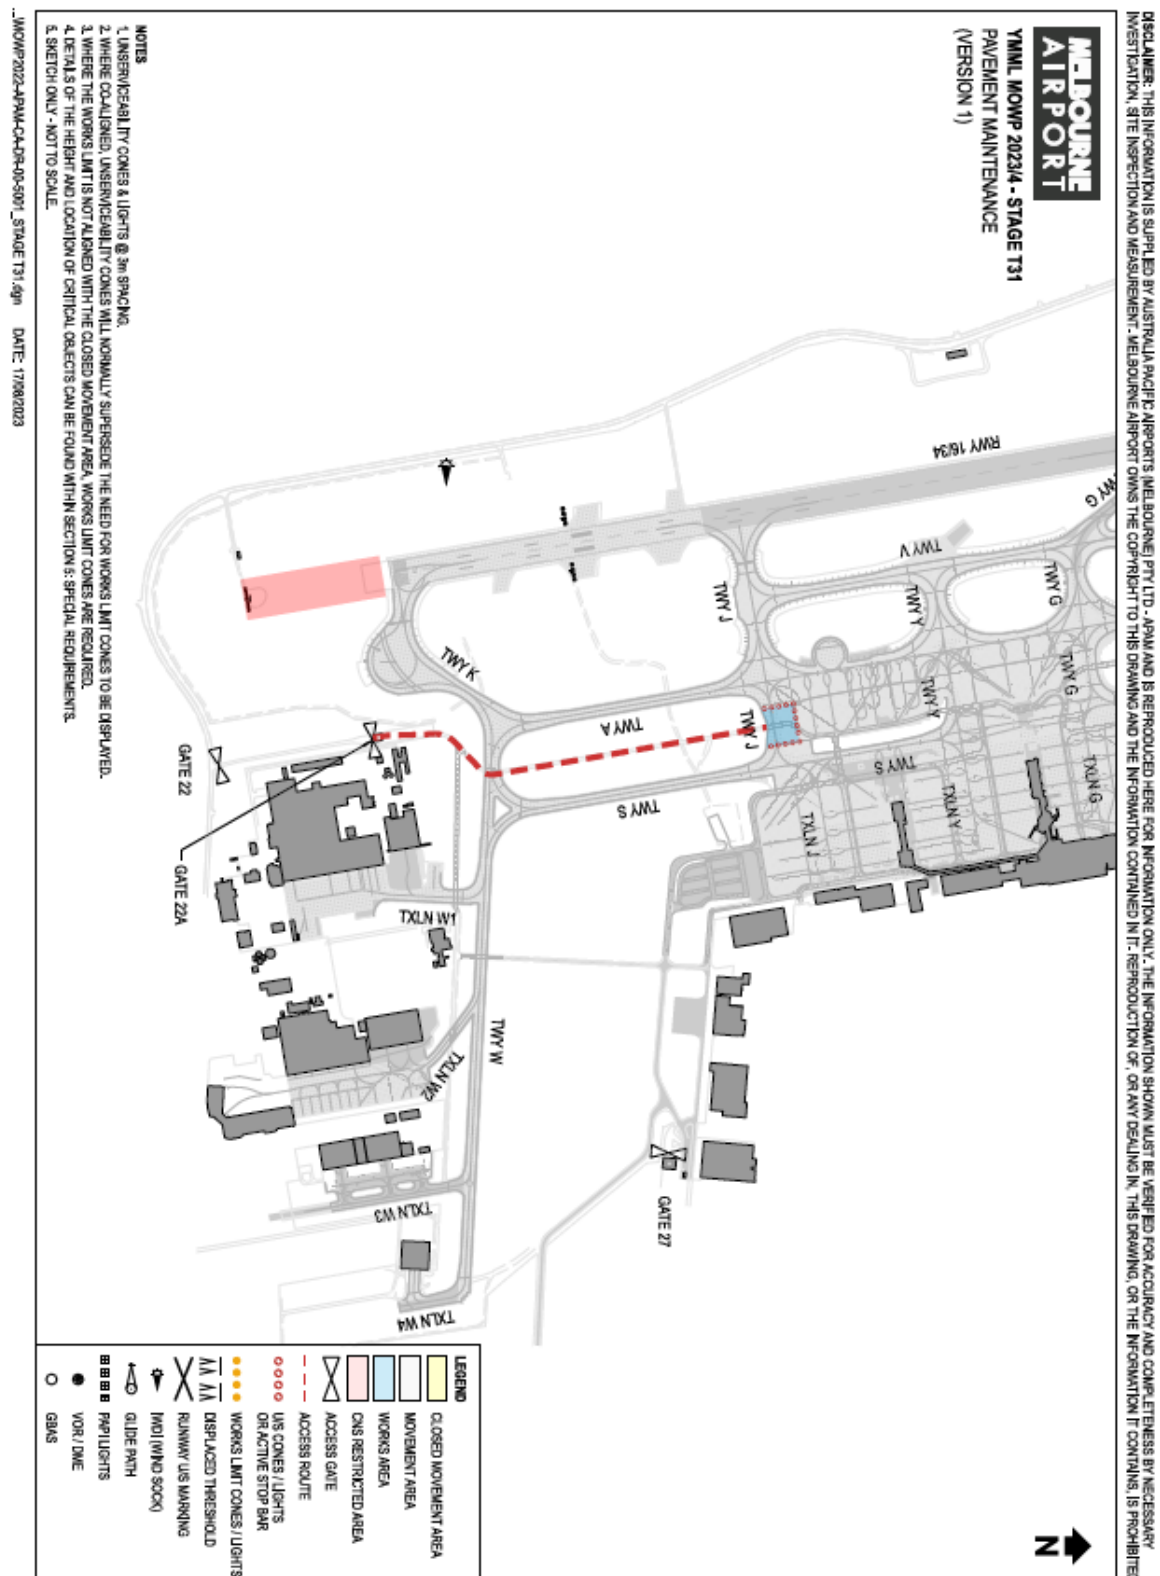 DISCLAIMER: THIS INFORMATION IS SUPPLIED BY AUSTRALIA PACIFIC AIRPORTS (MELBOURNE) PTY LTD - APAM AND IS REPRODUCED HERE FOR INFORMATION ONLY. THE INFORMATION SHOWN MUST BE VERIFIED FOR ACCURACY AND COMPLETENESS BY NECESSARY
INVESTIGATION, SITE INSPECTION AND MEASUREMENT. MELBOURNE AIRPORT OWNS THE COPYRIGHT TO THIS DRAWING AND THE INFORMATION CONTAINED IN IT. REPRODUCTION OF, OR ANY DEALING IN, THIS DRAWING, OR THE INFORMATION IT CONTAINS, IS PROHIBITED
MELBOURNE
AIRPORT
YMML MOWP 2023/4 - STAGE T31
PAVEMENT MAINTENANCE
(VERSION 1)
RWY 16/34
TWY G
TWY V
TWY G
TWY Y
TWY J
TWY G
TWY Y
TWY K
TWY A
TWY J
TWY S
TWY S
TXLN G
TXLN Y
TXLN J
GATE 22
GATE 22A
TXLN W1
TWY W
TXLN W2
TXLN W3
TXLN W4
GATE 27
N
LEGEND
CLOSED MOVEMENT AREA
MOVEMENT AREA
WORKS AREA
CNS RESTRICTED AREA
ACCESS GATE
ACCESS ROUTE
U/S CONES / LIGHTS
OR ACTIVE STOP BAR
WORKS LIMIT CONES / LIGHTS
DISPLACED THRESHOLD
RUNWAY U/S MARKING
IWDI (WIND SOCK)
GLIDE PATH
PAPI LIGHTS
VOR / DME
GBAS
NOTES
1. UNSERVICEABILITY CONES & LIGHTS @ 3m SPACING.
2. WHERE CO-ALIGNED, UNSERVICEABILITY CONES WILL NORMALLY SUPERSEDE THE NEED FOR WORKS LIMIT CONES TO BE DISPLAYED.
3. WHERE THE WORKS LIMIT IS NOT ALIGNED WITH THE CLOSED MOVEMENT AREA, WORKS LIMIT CONES ARE REQUIRED.
4. DETAILS OF THE HEIGHT AND LOCATION OF CRITICAL OBJECTS CAN BE FOUND WITHIN SECTION 5: SPECIAL REQUIREMENTS.
5. SKETCH ONLY - NOT TO SCALE.
...\MOWP2022-APAM-CA-DR-00-5001_STAGE T31.dgn DATE: 17/08/2023